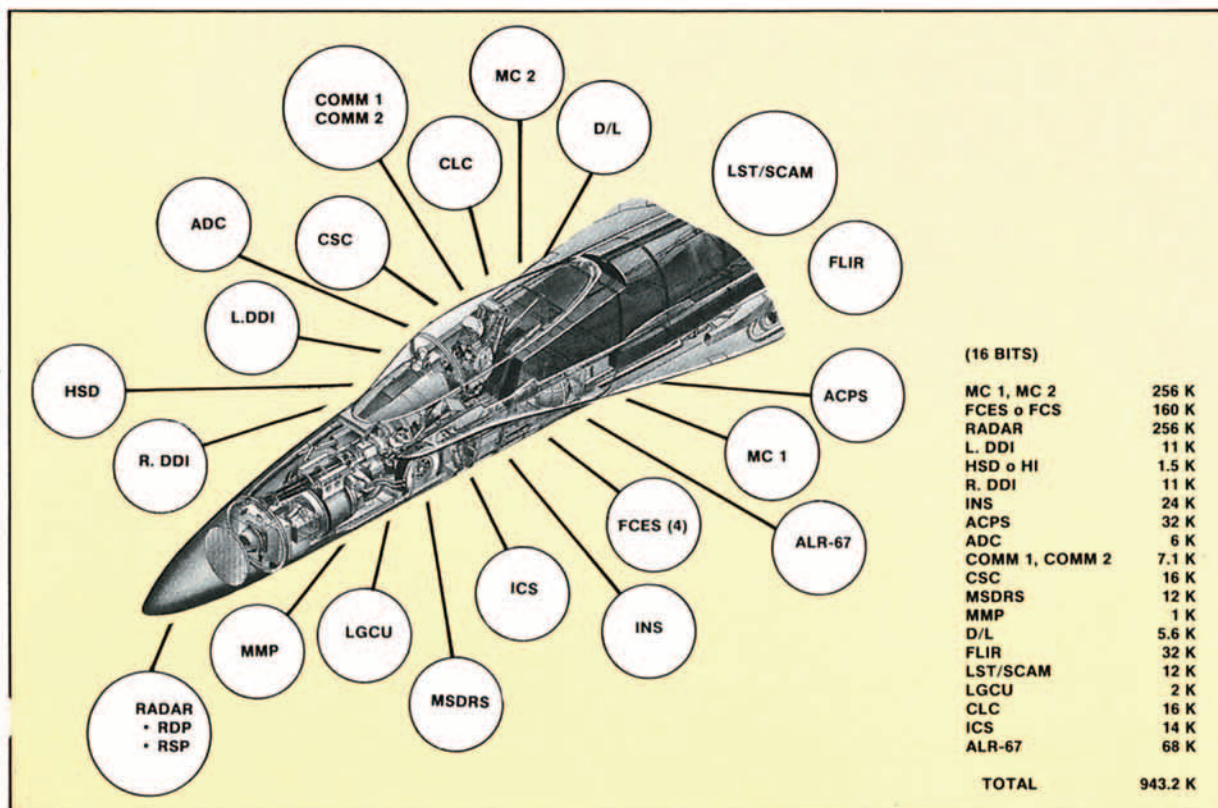 COMM 1
COMM 2
MC 2
D/L
CLC
LST/SCAM
ADC
CSC
FLIR
L.DDI
HSD
R. DDI
ACPS
MC 1
FCES (4)
ALR-67
ICS
INS
LGCU
MMP
MSDRS
RADAR
• RDP
• RSP
(16 BITS)
MC 1, MC 2 256 K
FCES o FCS 160 K
RADAR 256 K
L. DDI 11 K
HSD o HI 1.5 K
R. DDI 11 K
INS 24 K
ACPS 32 K
ADC 6 K
COMM 1, COMM 2 7.1 K
CSC 16 K
MSDRS 12 K
MMP 1 K
D/L 5.6 K
FLIR 32 K
LST/SCAM 12 K
LGCU 2 K
CLC 16 K
ICS 14 K
ALR-67 68 K
TOTAL 943.2 K